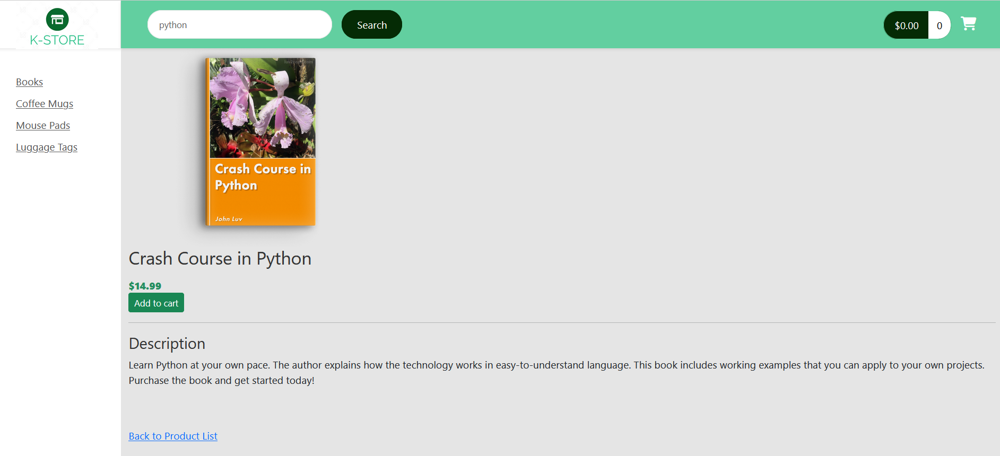 K-STORE
python
Search
$0.00
0
Books
Coffee Mugs
Mouse Pads
Luggage Tags
luv2code.com
Crash Course in
Python
John Luv
Crash Course in Python
$14.99
Add to cart
Description
Learn Python at your own pace. The author explains how the technology works in easy-to-understand language. This book includes working examples that you can apply to your own projects.
Purchase the book and get started today!
Back to Product List